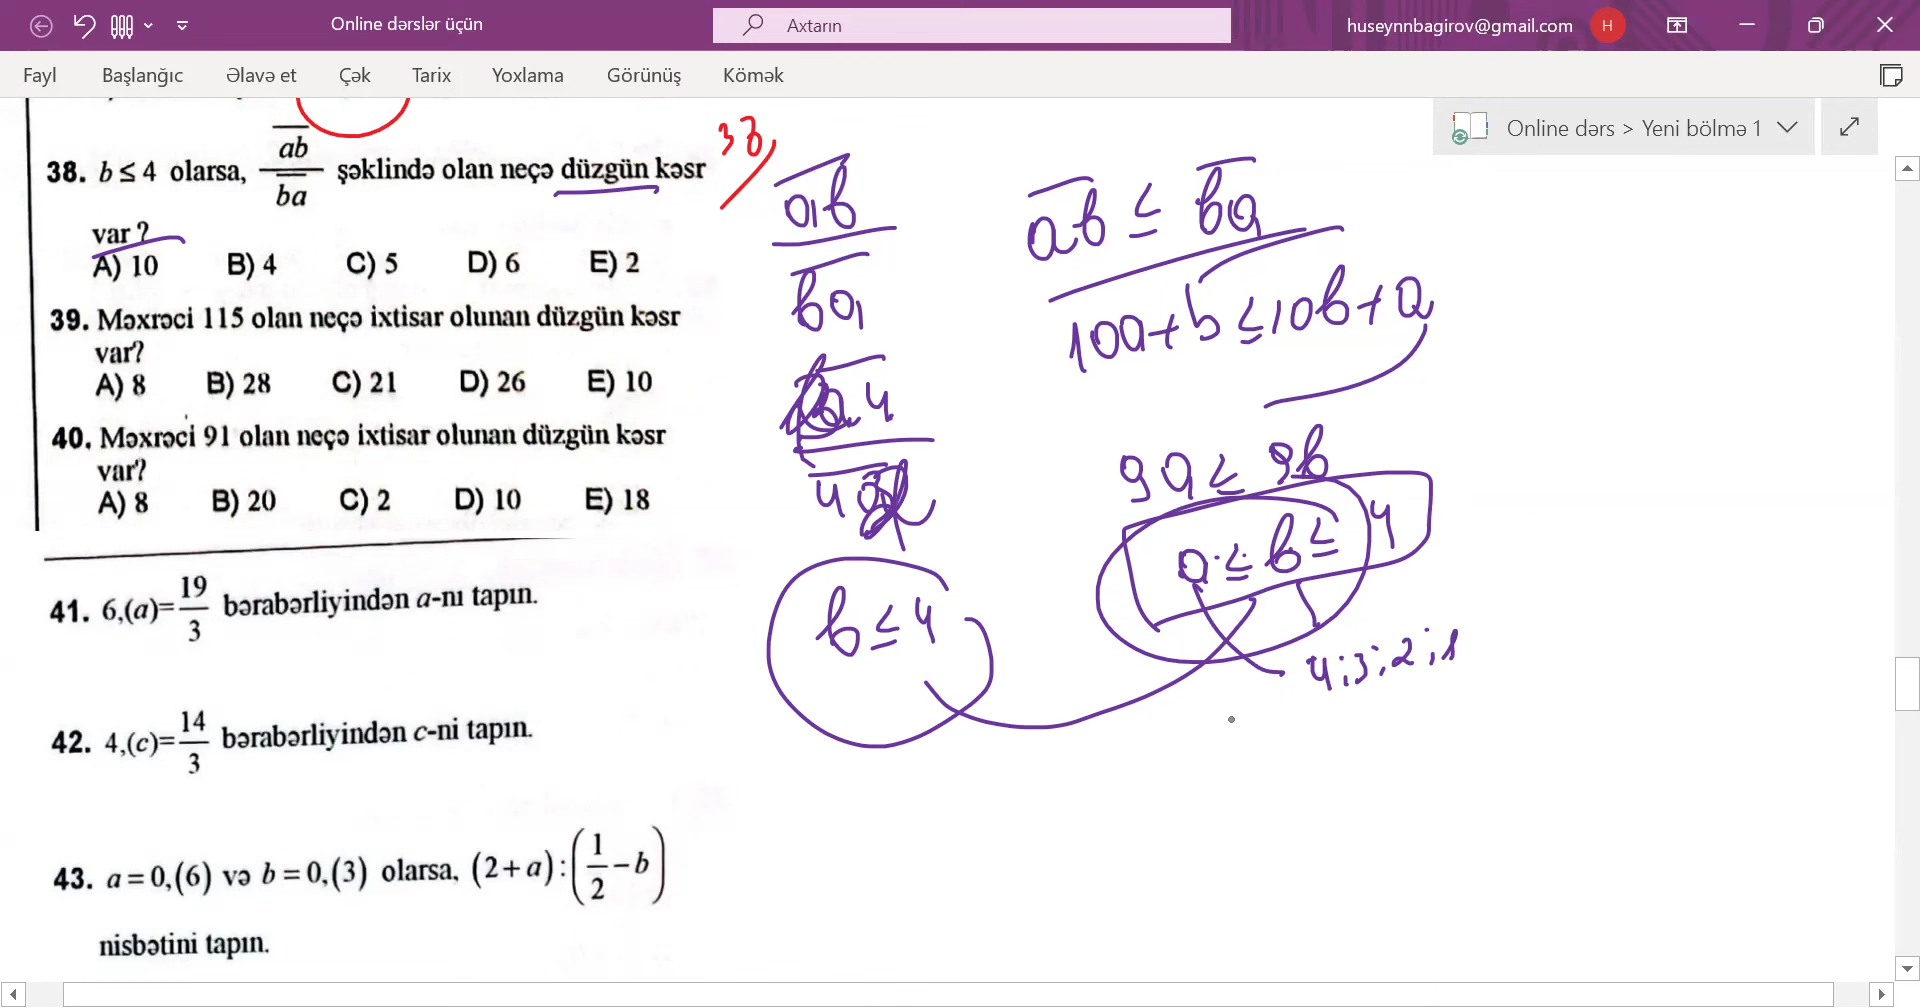 Online dərslər üçün
Axtarın
huseynnbagirov@gmail.com
H
Fayl Başlanğıc Əlavə et Çək Tarix Yoxlama Görünüş Kömək
Online dərs > Yeni bölmə 1
38. b ≤ 4 olarsa, ab/ba şəklində olan neçə düzgün kəsr
var?
A) 10 B) 4 C) 5 D) 6 E) 2
39. Məxrəci 115 olan neçə ixtisar olunan düzgün kəsr
var?
A) 8 B) 28 C) 21 D) 26 E) 10
40. Məxrəci 91 olan neçə ixtisar olunan düzgün kəsr
var?
A) 8 B) 20 C) 2 D) 10 E) 18
41. 6,(a)=19/3 bərabərliyindən a-nı tapın.
42. 4,(c)=14/3 bərabərliyindən c-ni tapın.
43. a=0,(6) və b=0,(3) olarsa, (2+a):(1/2−b)
nisbətini tapın.
38
ab
ba
b ≤ 4
ab ≤ ba
10a+b ≤ 10b+a
9a ≤ 9b
a ≤ b ≤ 4
4;3;2;1